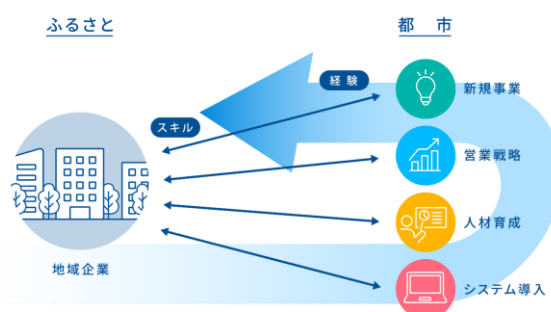 ふるさと
都 市
経験
スキル
新規事業
営業戦略
人材育成
システム導入
地域企業